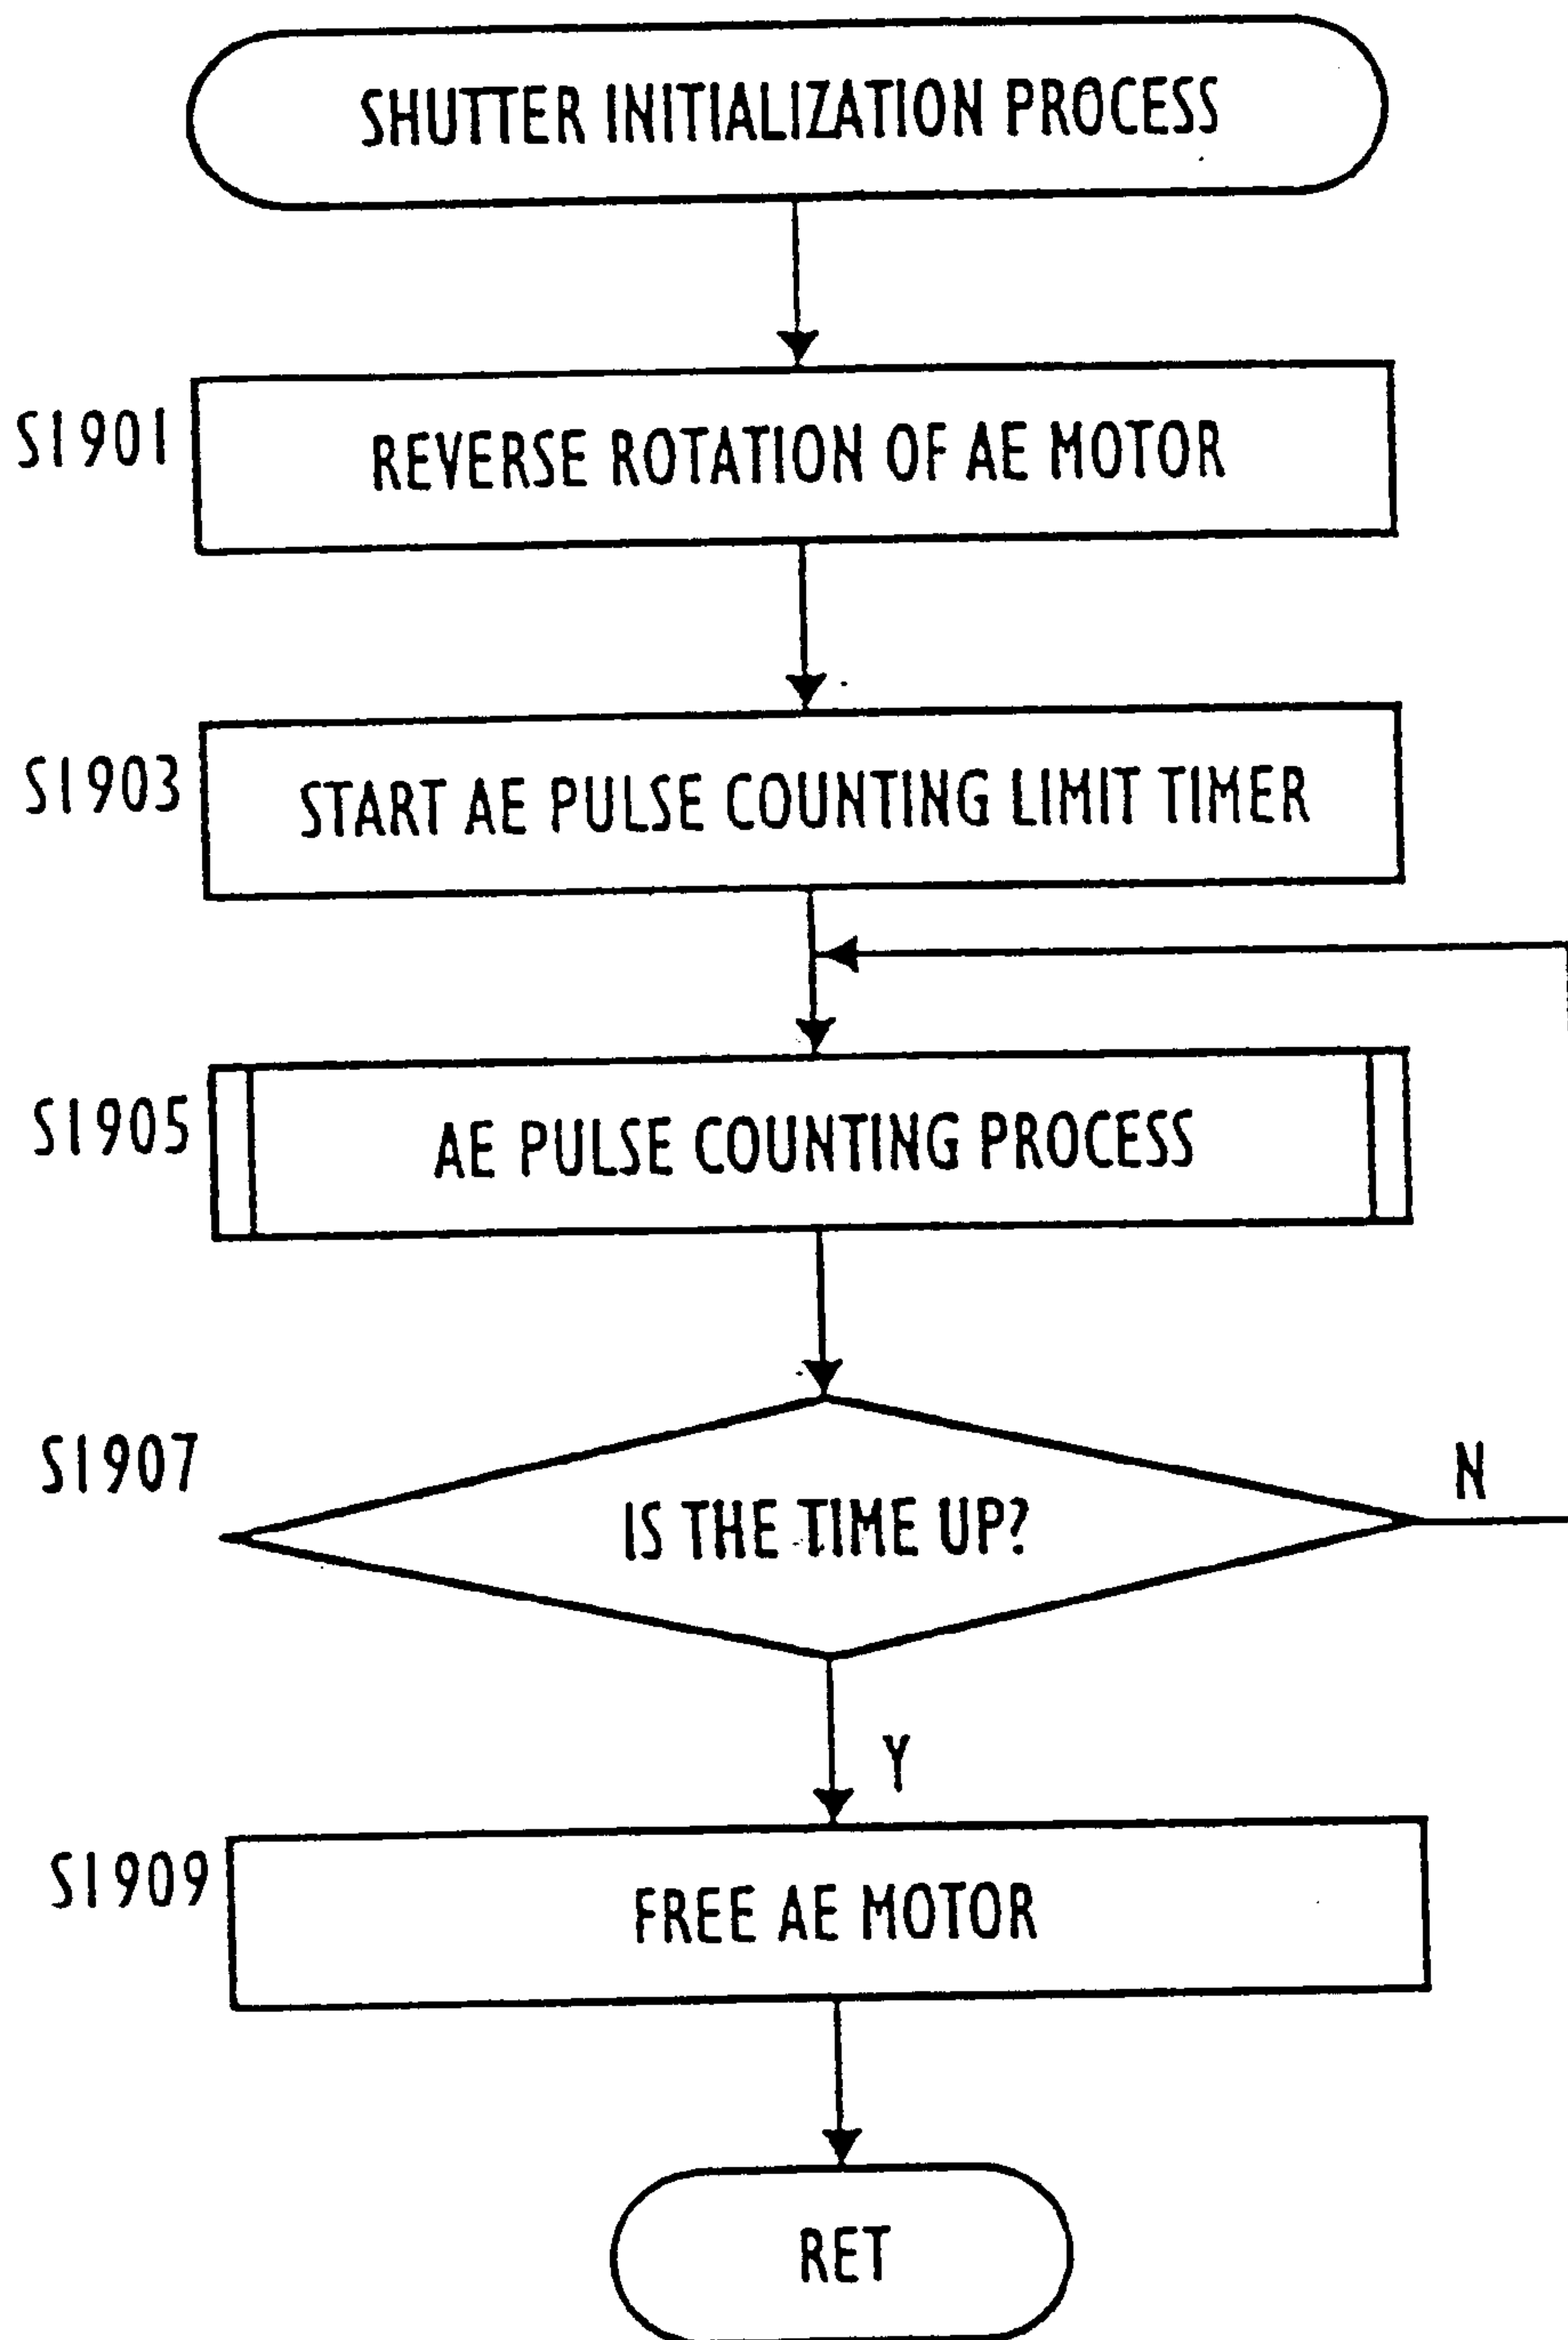 SHUTTER INITIALIZATION PROCESS
S1901
REVERSE ROTATION OF AE MOTOR
S1903
START AE PULSE COUNTING LIMIT TIMER
S1905
AE PULSE COUNTING PROCESS
S1907
IS THE TIME UP?
N
Y
S1909
FREE AE MOTOR
RET